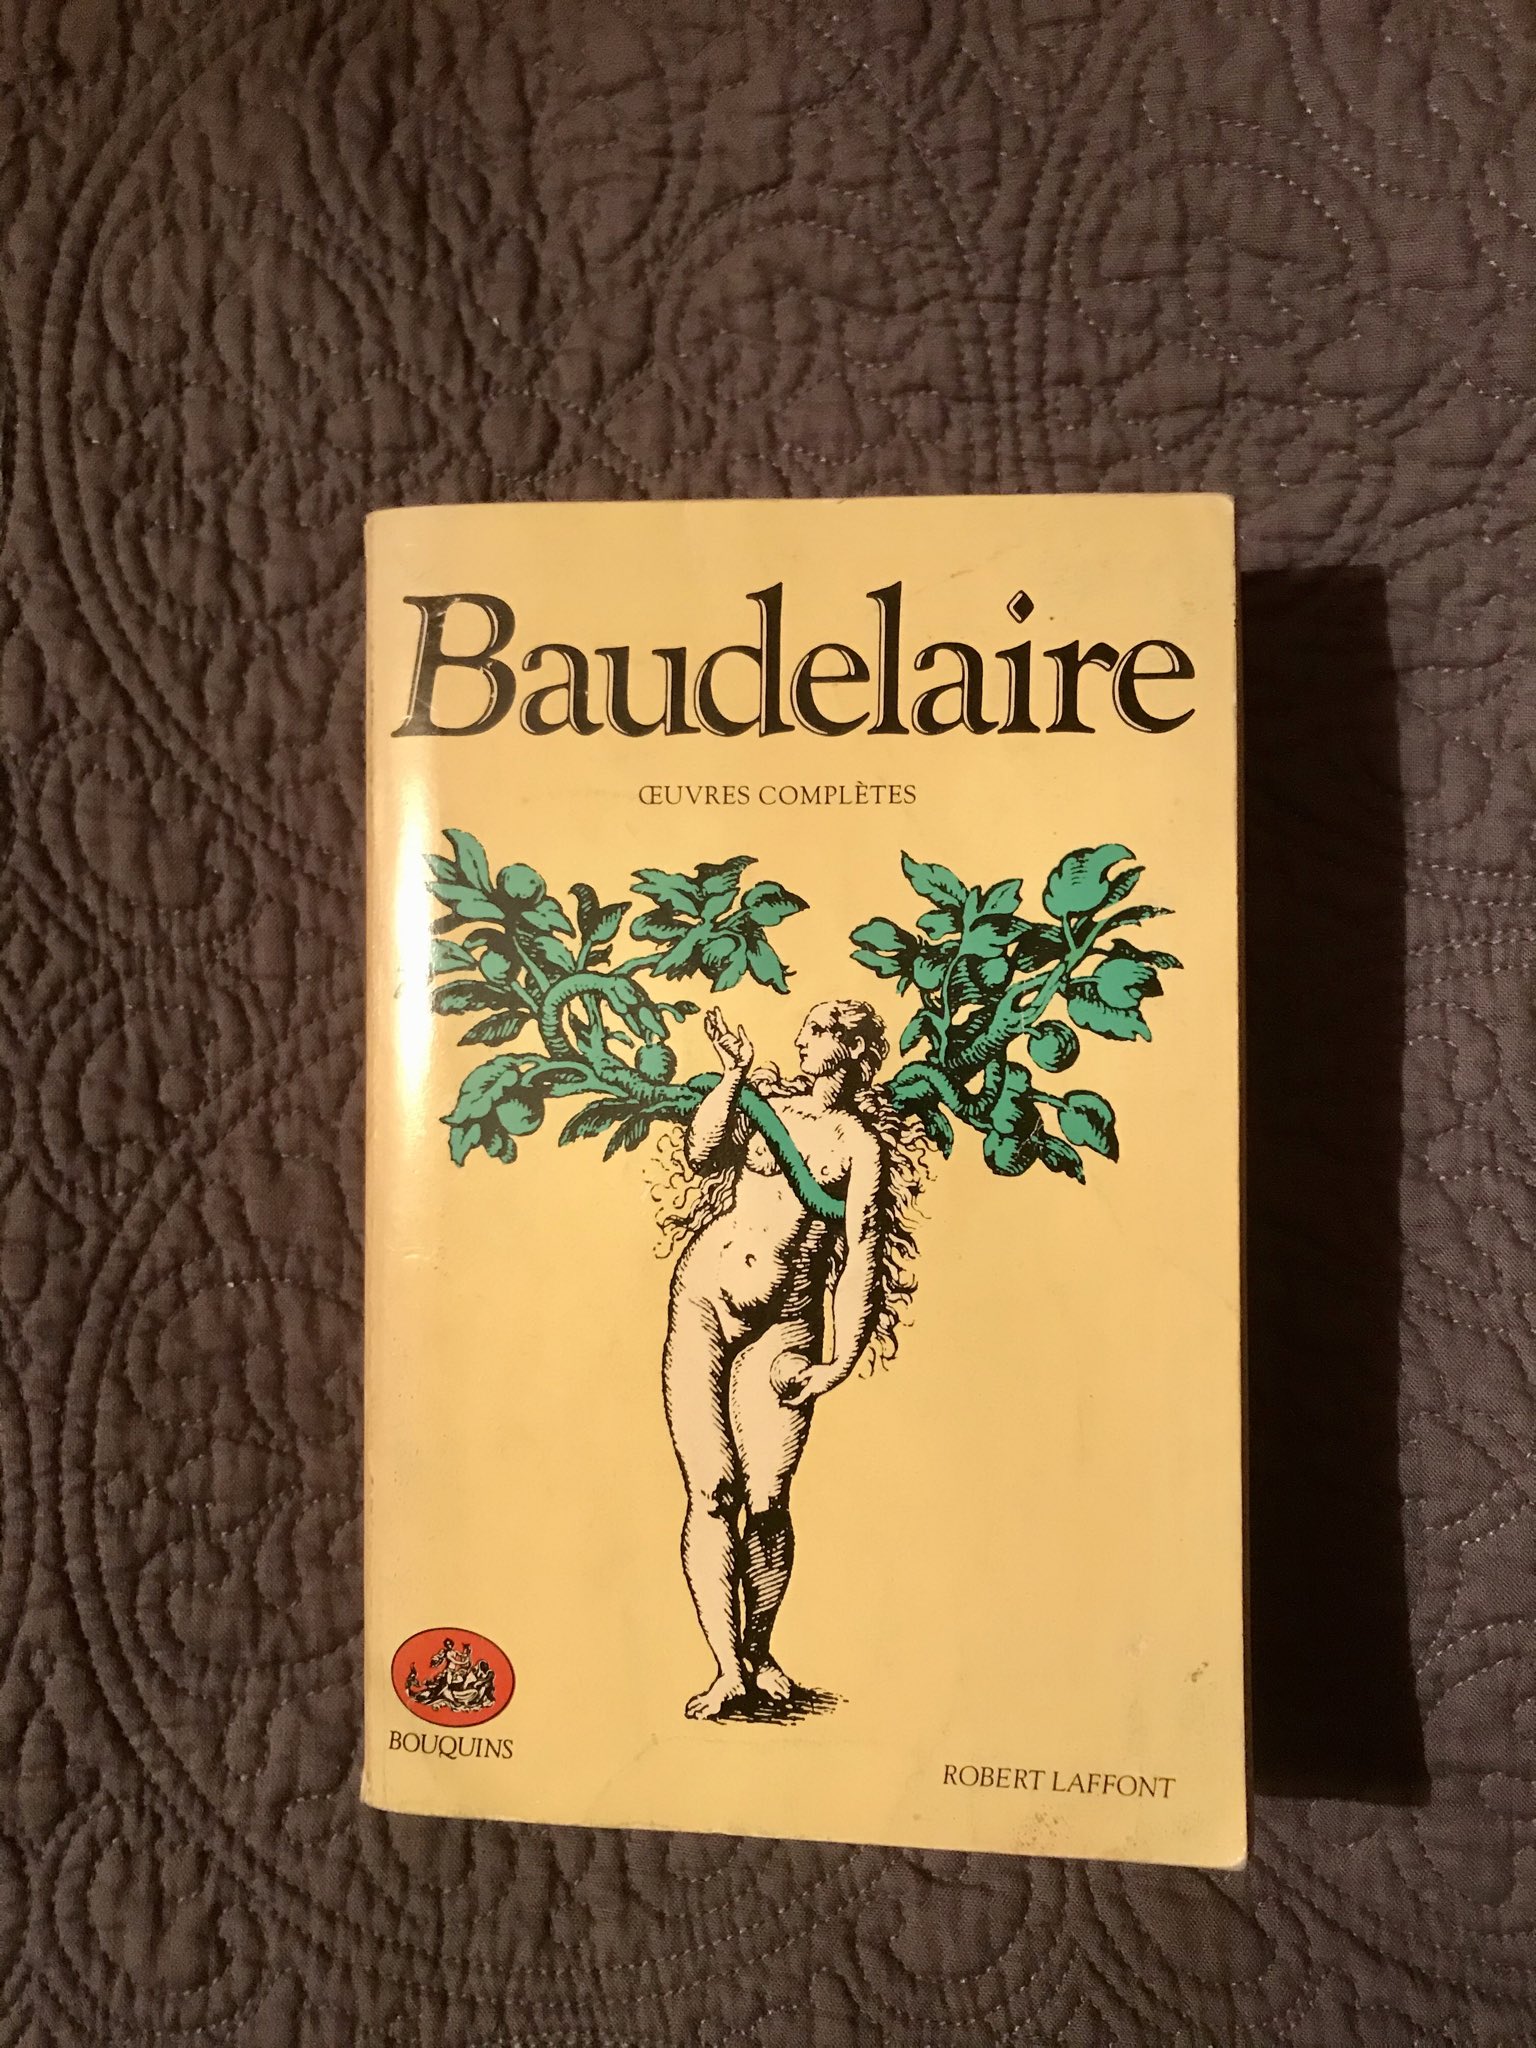 Baudelaire
ŒUVRES COMPLÈTES
BOUQUINS
ROBERT LAFFONT